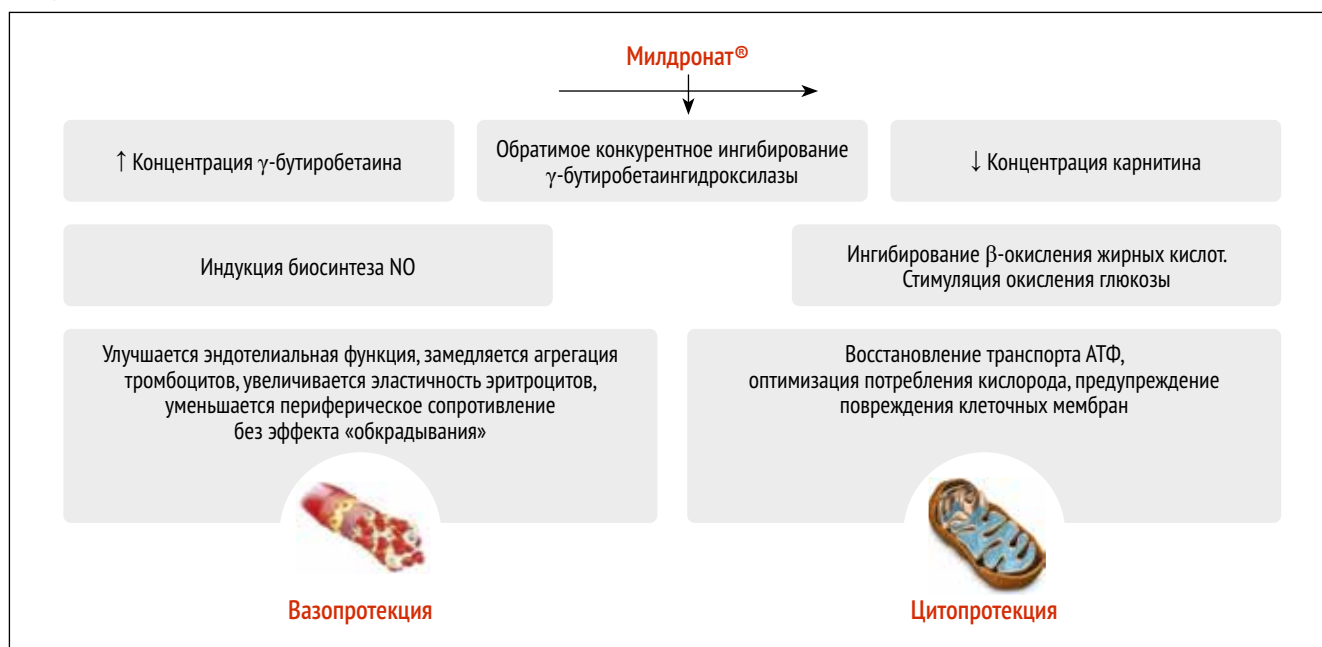 Милдронат®
↑ Концентрация γ-бутиробетаина
Обратимое конкурентное ингибирование
γ-бутиробетаингидроксилазы
↓ Концентрация карнитина
Индукция биосинтеза NO
Ингибирование β-окисления жирных кислот.
Стимуляция окисления глюкозы
Улучшается эндотелиальная функция, замедляется агрегация
тромбоцитов, увеличивается эластичность эритроцитов,
уменьшается периферическое сопротивление
без эффекта «обкрадывания»
Восстановление транспорта АТФ,
оптимизация потребления кислорода, предупреждение
повреждения клеточных мембран
Вазопротекция
Цитопротекция